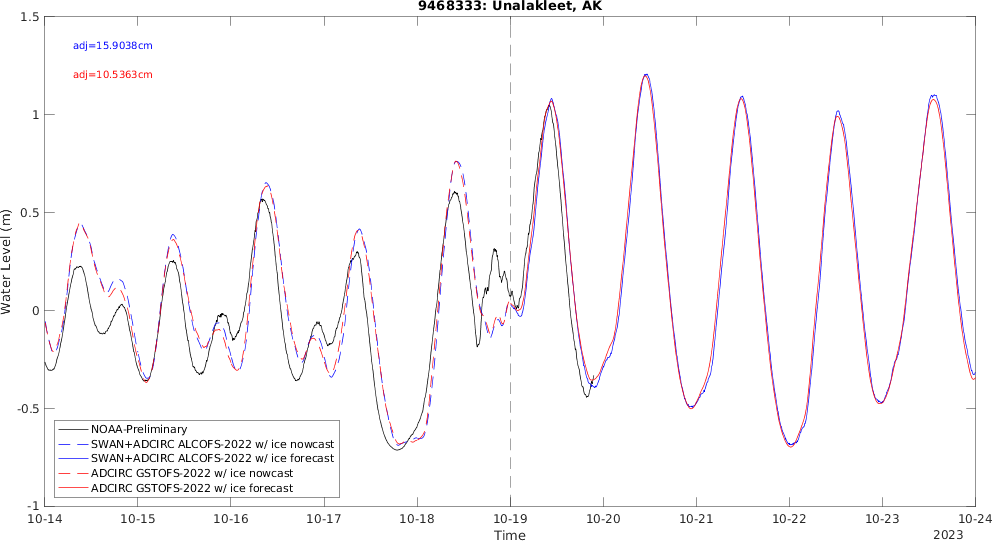 9468333: Unalakleet, AK
1.5
adj=15.9038cm
adj=10.5363cm
1
0.5
0
-0.5
-1
Water Level (m)
NOAA-Preliminary
SWAN+ADCIRC ALCOFS-2022 w/ ice nowcast
SWAN+ADCIRC ALCOFS-2022 w/ ice forecast
ADCIRC GSTOFS-2022 w/ ice nowcast
ADCIRC GSTOFS-2022 w/ ice forecast
10-14 10-15 10-16 10-17 10-18 10-19 10-20 10-21 10-22 10-23 10-24
Time
2023